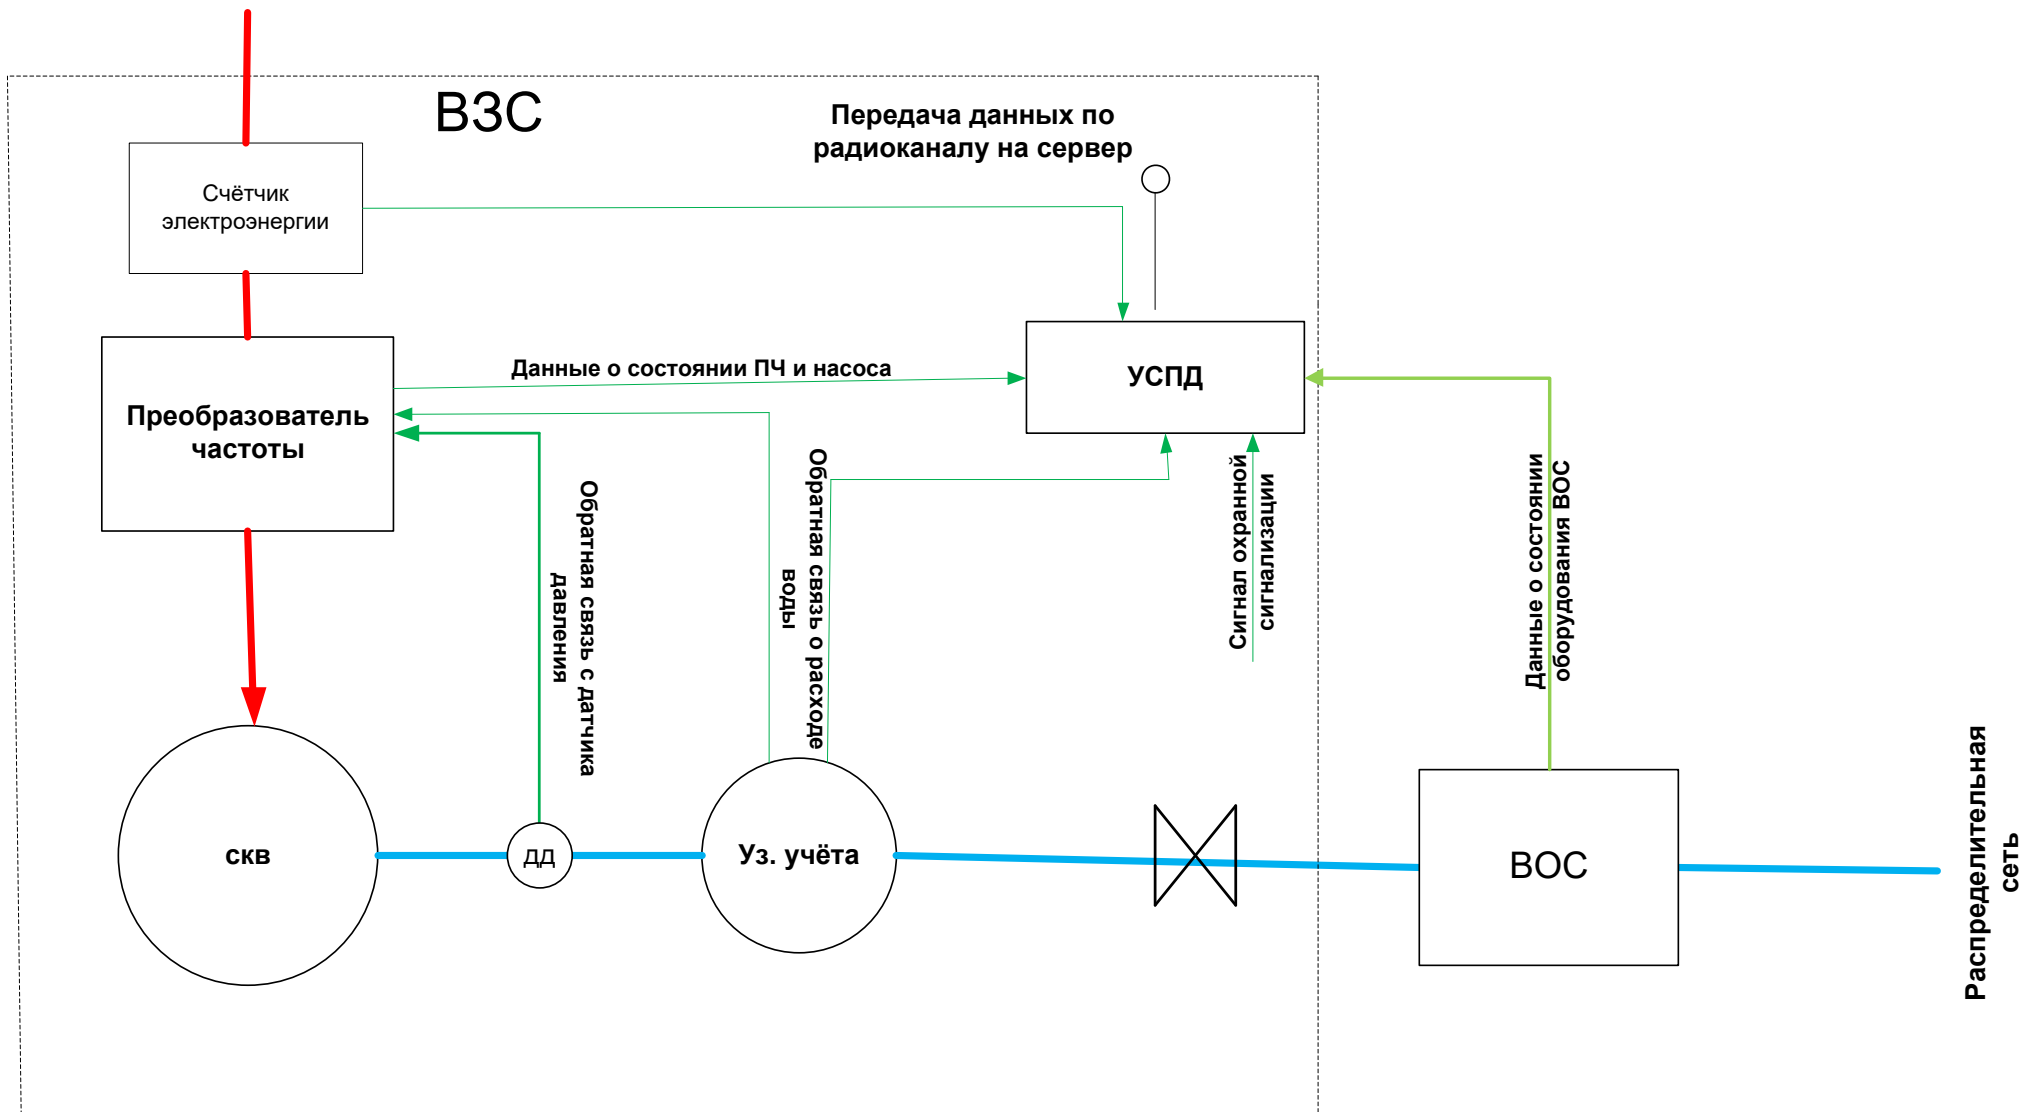 ВЗС
Передача данных по
радиоканалу на сервер
Счётчик
электроэнергии
Данные о состоянии ПЧ и насоса
УСПД
Преобразователь
частоты
Обратная связь с датчика
давления
Обратная связь о расходе
воды
Сигнал охранной
сигнализации
Данные о состоянии
оборудования ВОС
скв
дд
Уз. учёта
ВОС
Распределительная
сеть